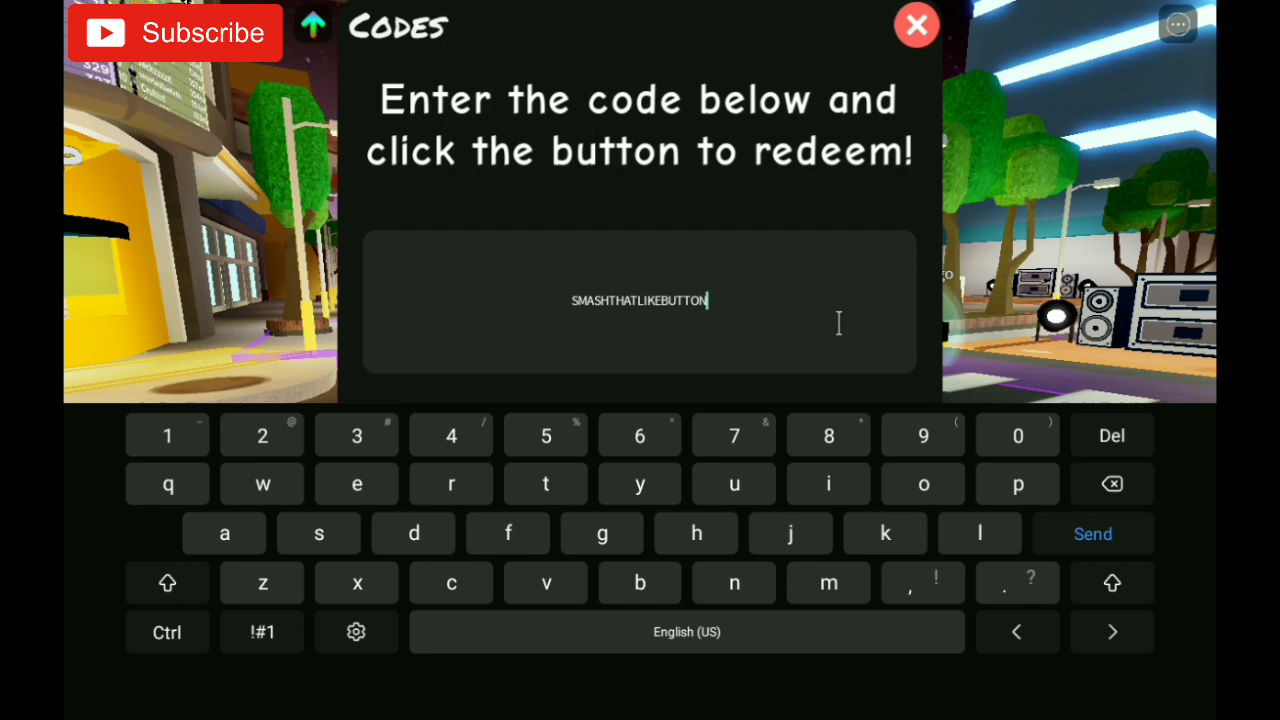 Subscribe
CODES
Enter the code below and
click the button to redeem!
SMASHTHATLIKEBUTTON
329
1 - 2 @ 3 # 4 / 5 % 6 ^ 7 & 8 * 9 ( 0 ) Del
q w e r t y u i o p
a s d f g h j k l Send
z x c v b n m , ! . ?
Ctrl !#1 English (US) < >